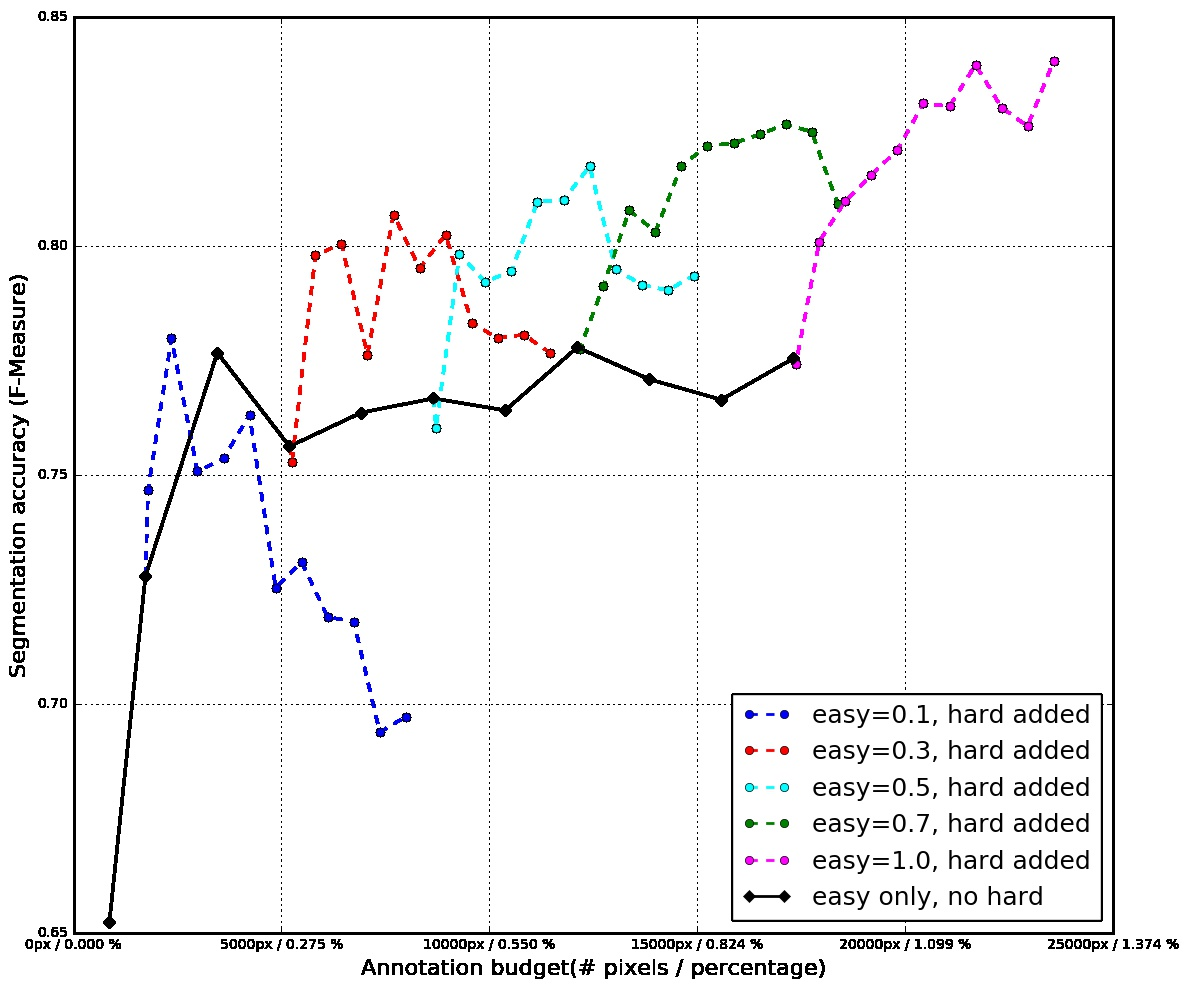 0.85
0.80
0.75
0.70
0.65
Segmentation accuracy (F-Measure)
easy=0.1, hard added
easy=0.3, hard added
easy=0.5, hard added
easy=0.7, hard added
easy=1.0, hard added
easy only, no hard
0px / 0.000 % 5000px / 0.275 % 10000px / 0.550 % 15000px / 0.824 % 20000px / 1.099 % 25000px / 1.374 %
Annotation budget(# pixels / percentage)